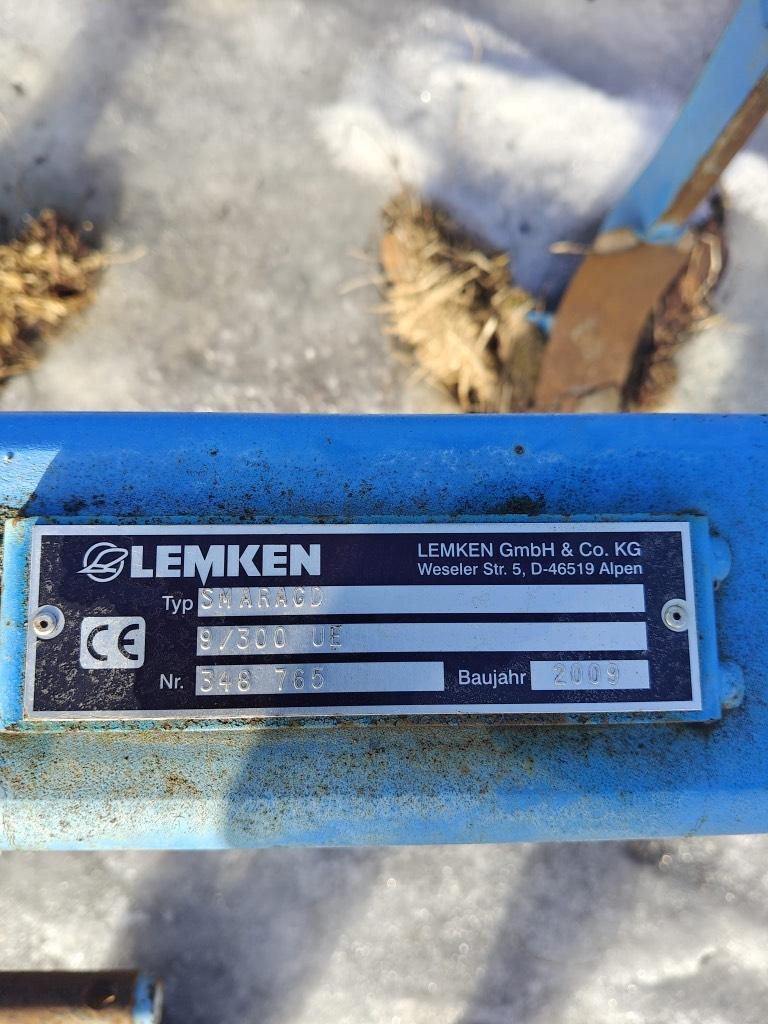 LEMKEN
LEMKEN GmbH & Co. KG
Weseler Str. 5, D-46519 Alpen
Typ SMARAGD
9/300 UE
CE
Nr. 348 765 Baujahr 2009